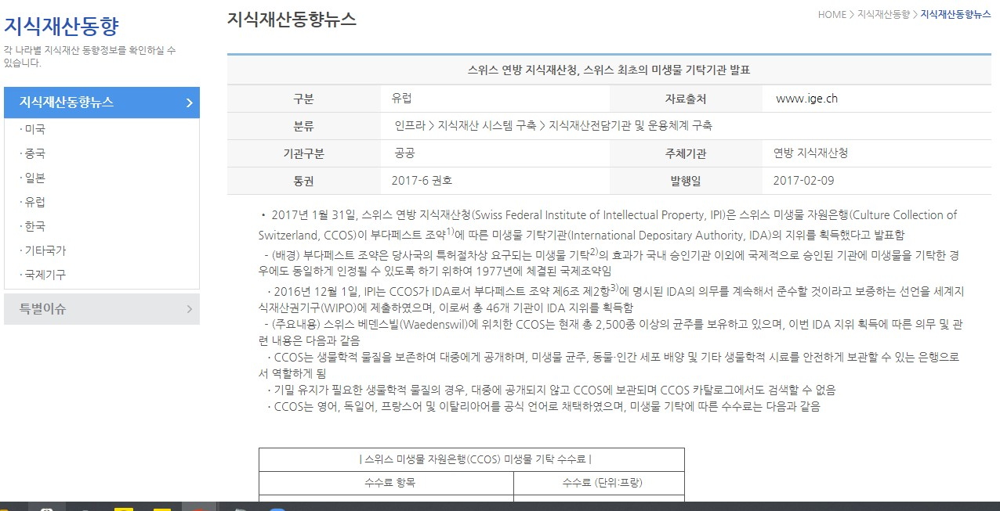 지식재산동향
각 나라별 지식재산 동향정보를 확인하실 수
있습니다.
지식재산동향뉴스
· 미국
· 중국
· 일본
· 유럽
· 한국
· 기타국가
· 국제기구
특별이슈
지식재산동향뉴스
HOME > 지식재산동향 > 지식재산동향뉴스
스위스 연방 지식재산청, 스위스 최초의 미생물 기탁기관 발표
구분 유럽 자료출처 www.ige.ch
분류 인프라 > 지식재산 시스템 구축 > 지식재산전담기관 및 운용체계 구축
기관구분 공공 주체기관 연방 지식재산청
통권 2017-6 권호 발행일 2017-02-09
• 2017년 1월 31일, 스위스 연방 지식재산청(Swiss Federal Institute of Intellectual Property, IPI)은 스위스 미생물 자원은행(Culture Collection of
Switzerland, CCOS)이 부다페스트 조약1)에 따른 미생물 기탁기관(International Depositary Authority, IDA)의 지위를 획득했다고 발표함
- (배경) 부다페스트 조약은 당사국의 특허절차상 요구되는 미생물 기탁2)의 효과가 국내 승인기관 이외에 국제적으로 승인된 기관에 미생물을 기탁한 경
우에도 동일하게 인정될 수 있도록 하기 위하여 1977년에 체결된 국제조약임
· 2016년 12월 1일, IPI는 CCOS가 IDA로서 부다페스트 조약 제6조 제2항3)에 명시된 IDA의 의무를 계속해서 준수할 것이라고 보증하는 선언을 세계지
식재산권기구(WIPO)에 제출하였으며, 이로써 총 46개 기관이 IDA 지위를 획득함
- (주요내용) 스위스 베덴스빌(Waedenswil)에 위치한 CCOS는 현재 총 2,500종 이상의 균주를 보유하고 있으며, 이번 IDA 지위 획득에 따른 의무 및 관
련 내용은 다음과 같음
· CCOS는 생물학적 물질을 보존하여 대중에게 공개하며, 미생물 균주, 동물·인간 세포 배양 및 기타 생물학적 시료를 안전하게 보관할 수 있는 은행으로
서 역할하게 됨
· 기밀 유지가 필요한 생물학적 물질의 경우, 대중에 공개되지 않고 CCOS에 보관되며 CCOS 카탈로그에서도 검색할 수 없음
· CCOS는 영어, 독일어, 프랑스어 및 이탈리아어를 공식 언어로 채택하였으며, 미생물 기탁에 따른 수수료는 다음과 같음
| 스위스 미생물 자원은행(CCOS) 미생물 기탁 수수료 |
수수료 항목 수수료 (단위:프랑)